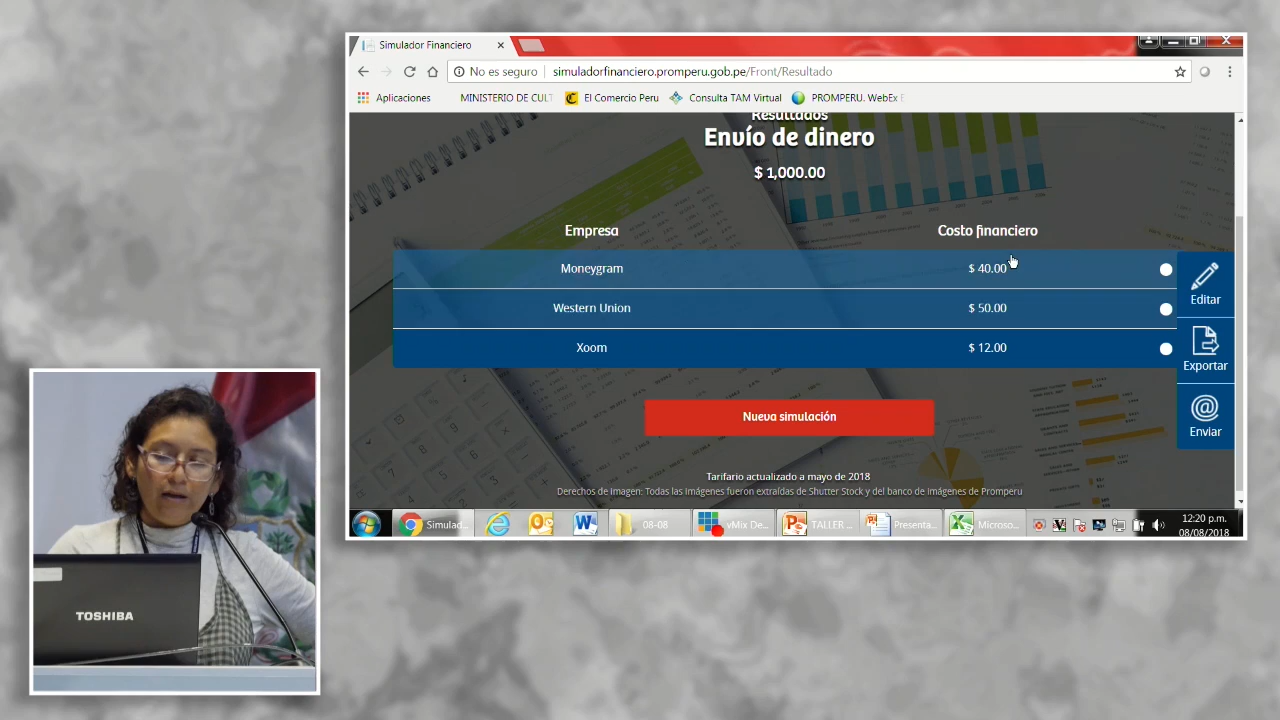 Simulador Financiero
No es seguro simuladorfinanciero.promperu.gob.pe/Front/Resultado
Aplicaciones MINISTERIO DE CULT El Comercio Peru Consulta TAM Virtual PROMPERU. WebEx
Resultados
Envío de dinero
$ 1,000.00
Empresa Costo financiero
Moneygram $ 40.00
Western Union $ 50.00
Xoom $ 12.00
Editar
Exportar
Enviar
Nueva simulación
Tarifario actualizado a mayo de 2018
Derechos de Imagen: Todas las Imágenes fueron extraídas de Shutter Stock y del banco de Imágenes de Promperu
Simulad... 08-08 vMix De... TALLER ... Presenta... Microso...
12:20 p.m.
08/08/2018
TOSHIBA